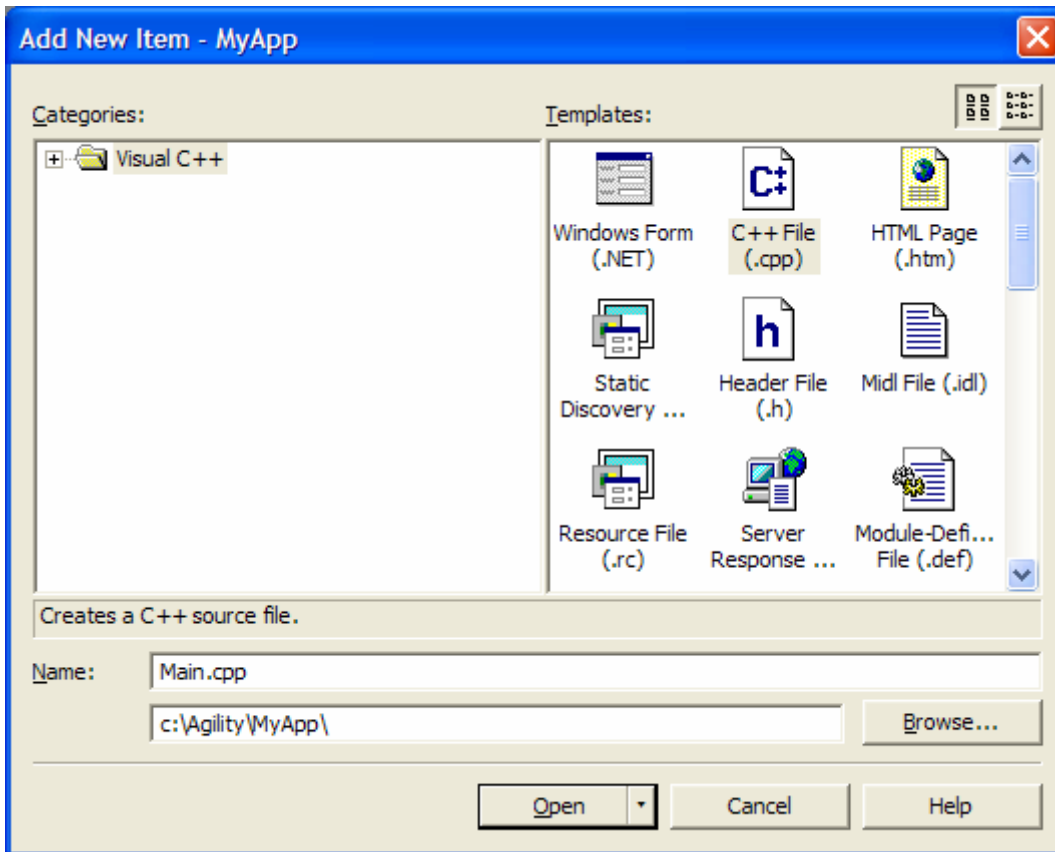 Add New Item - MyApp
Categories:
Templates:
Visual C++
Windows Form
(.NET)
C++ File
(.cpp)
HTML Page
(.htm)
Static
Discovery ...
Header File
(.h)
Midl File (.idl)
Resource File
(.rc)
Server
Response ...
Module-Defi...
File (.def)
Creates a C++ source file.
Name:
Main.cpp
c:\Agility\MyApp\
Browse...
Open
Cancel
Help